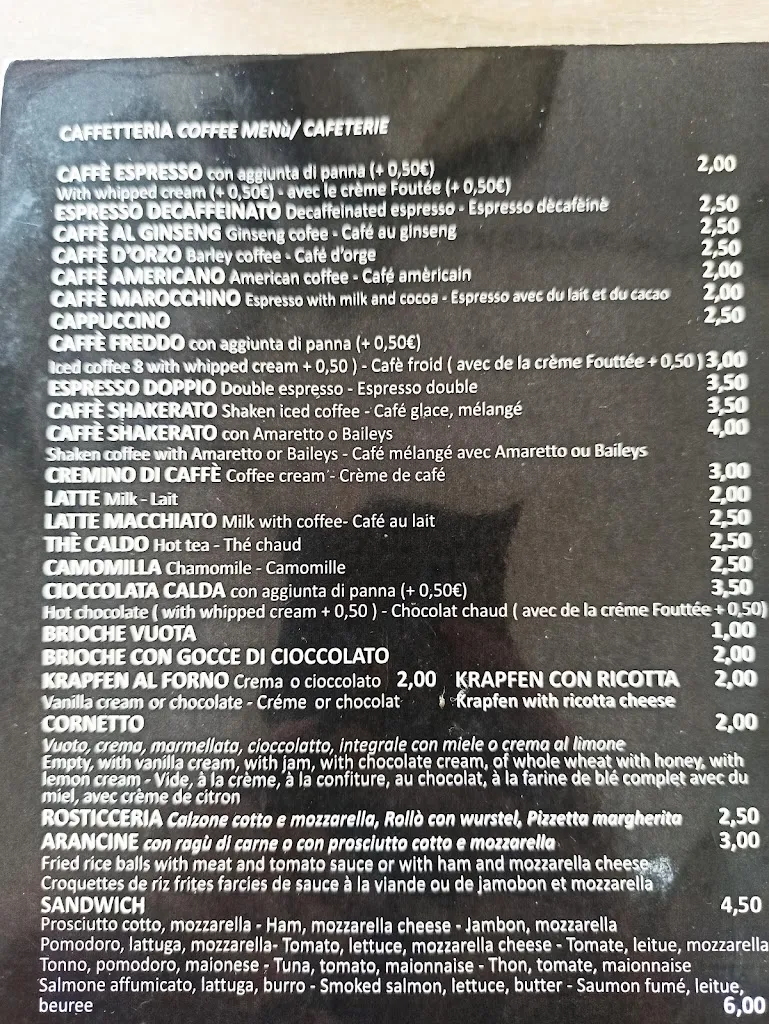 CAFFETTERIA COFFEE MENÙ/ CAFETERIE
CAFFÈ ESPRESSO con aggiunta di panna (+ 0,50€) 2,00
With whipped cream (+ 0,50€) - avec le crème Foutée (+ 0,50€)
ESPRESSO DECAFFEINATO Decaffeinated espresso - Espresso dècafèinè 2,50
CAFFÈ AL GINSENG Ginseng cofee - Café au ginseng 2,50
CAFFÈ D'ORZO Barley coffee - Café d'orge 2,50
CAFFÈ AMERICANO American coffee - Café amèricain 2,00
CAFFÈ MAROCCHINO Espresso with milk and cocoa - Espresso avec du lait et du cacao 2,00
CAPPUCCINO 2,50
CAFFÈ FREDDO con aggiunta di panna (+ 0,50€)
Iced coffee 8 with whipped cream + 0,50 ) - Cafè froid ( avec de la crème Fouttée + 0,50 ) 3,00
ESPRESSO DOPPIO Double espresso - Espresso double 3,50
CAFFÈ SHAKERATO Shaken iced coffee - Café glace, mélangé 3,50
CAFFÈ SHAKERATO con Amaretto o Baileys 4,00
Shaken coffee with Amaretto or Baileys - Café mélangé avec Amaretto ou Baileys
CREMINO DI CAFFÈ Coffee cream - Crème de café 3,00
LATTE Milk - Lait 2,00
LATTE MACCHIATO Milk with coffee- Café au lait 2,50
THÈ CALDO Hot tea - Thé chaud 2,50
CAMOMILLA Chamomile - Camomille 2,50
CIOCCOLATA CALDA con aggiunta di panna (+ 0,50€) 3,50
Hot chocolate ( with whipped cream + 0,50 ) - Chocolat chaud ( avec de la créme Fouttée + 0,50)
BRIOCHE VUOTA 1,00
BRIOCHE CON GOCCE DI CIOCCOLATO 2,00
KRAPFEN AL FORNO Crema o cioccolato 2,00 KRAPFEN CON RICOTTA 2,00
Vanilla cream or chocolate - Créme or chocolat Krapfen with ricotta cheese
CORNETTO 2,00
Vuoto, crema, marmellata, cioccolatto, integrale con miele o crema al limone
Empty, with vanilla cream, with jam, with chocolate cream, of whole wheat with honey, with
lemon cream - Vide, à la crème, à la confiture, au chocolat, à la farine de blé complet avec du
miel, avec crème de citron
ROSTICCERIA Calzone cotto e mozzarella, Rollò con wurstel, Pizzetta margherita 2,50
ARANCINE con ragù di carne o con prosciutto cotto e mozzarella 3,00
Fried rice balls with meat and tomato sauce or with ham and mozzarella cheese
Croquettes de riz frites farcies de sauce à la viande ou de jamobon et mozzarella
SANDWICH 4,50
Prosciutto cotto, mozzarella - Ham, mozzarella cheese - Jambon, mozzarella
Pomodoro, lattuga, mozzarella- Tomato, lettuce, mozzarella cheese - Tomate, leitue, mozzarella
Tonno, pomodoro, maionese - Tuna, tomato, maionnaise - Thon, tomate, maionnaise
Salmone affumicato, lattuga, burro - Smoked salmon, lettuce, butter - Saumon fumé, leitue,
beuree 6,00